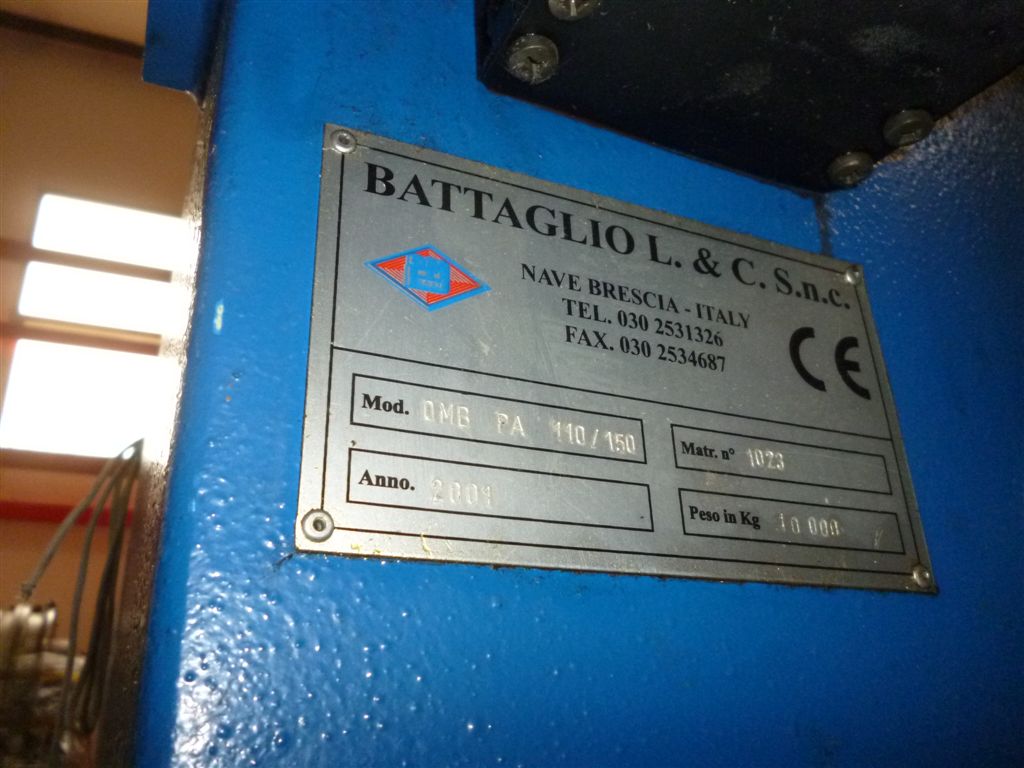 BATTAGLIO L. & C. S.n.c.
NAVE BRESCIA - ITALY
TEL. 030 2531326
FAX. 030 2534687
CE
Mod. OMB PA 110/150
Matr. n° 1023
Anno. 2001
Peso in Kg 10 000